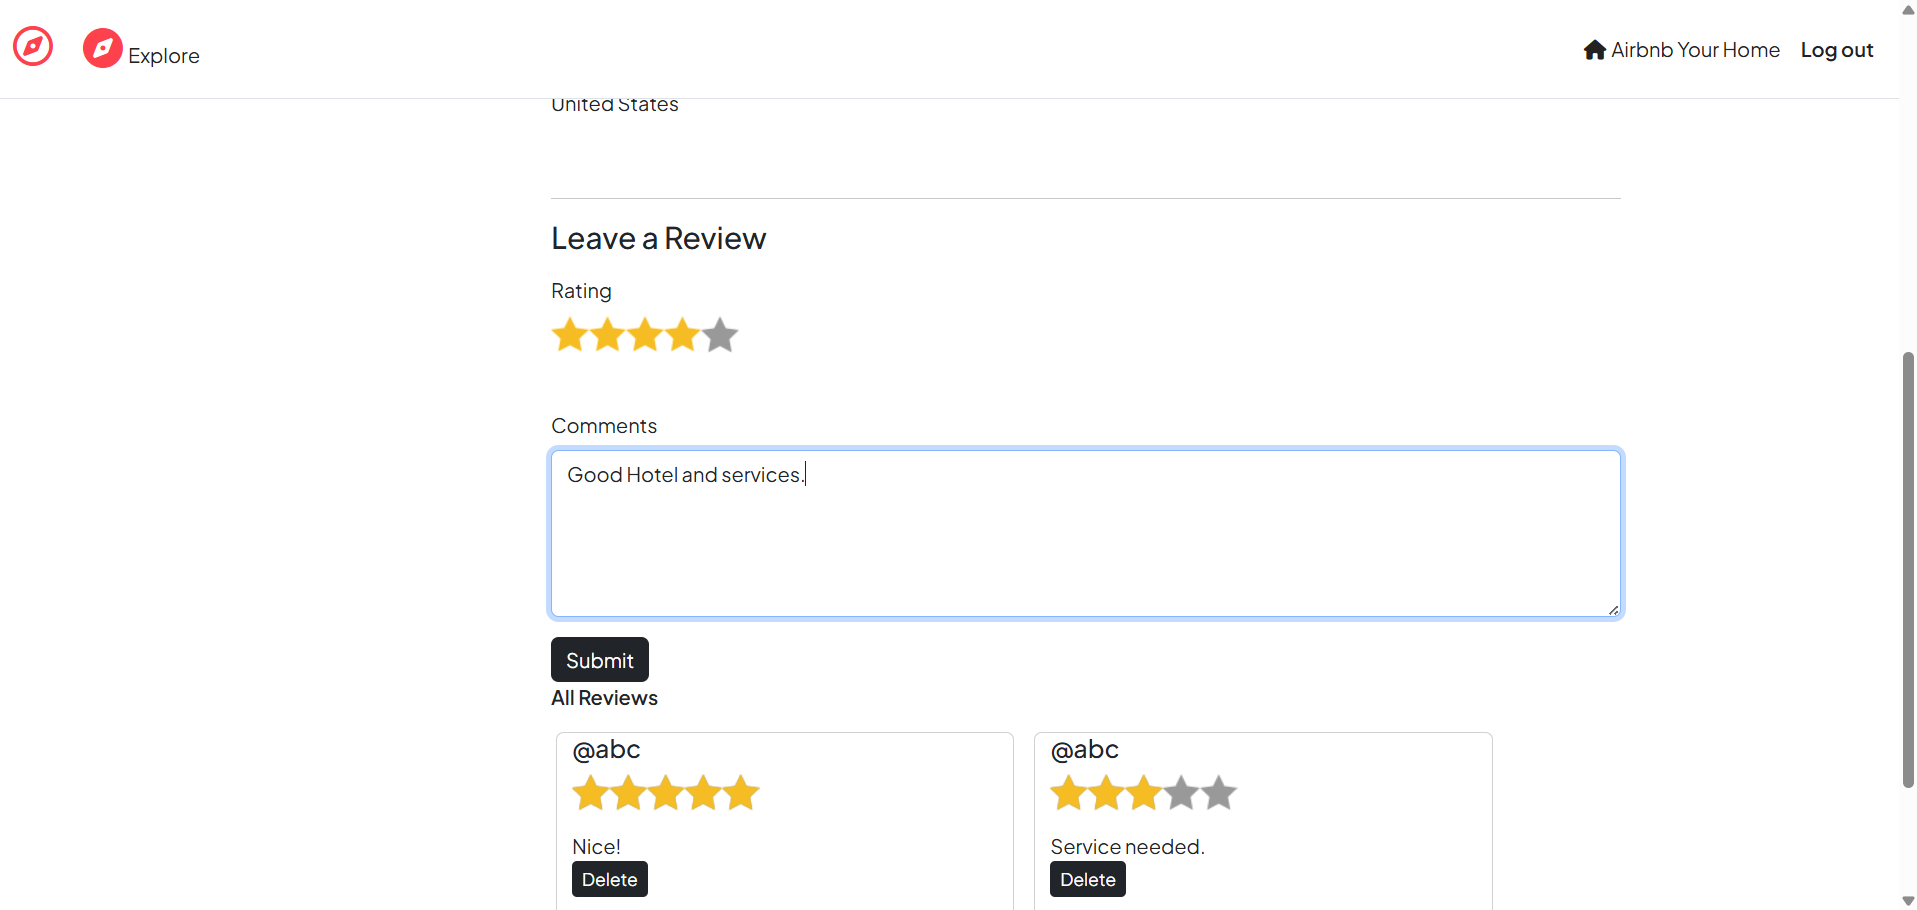 Explore
Airbnb Your Home
Log out
United States
Leave a Review
Rating
Comments
Good Hotel and services.
Submit
All Reviews
@abc
@abc
Nice!
Service needed.
Delete
Delete